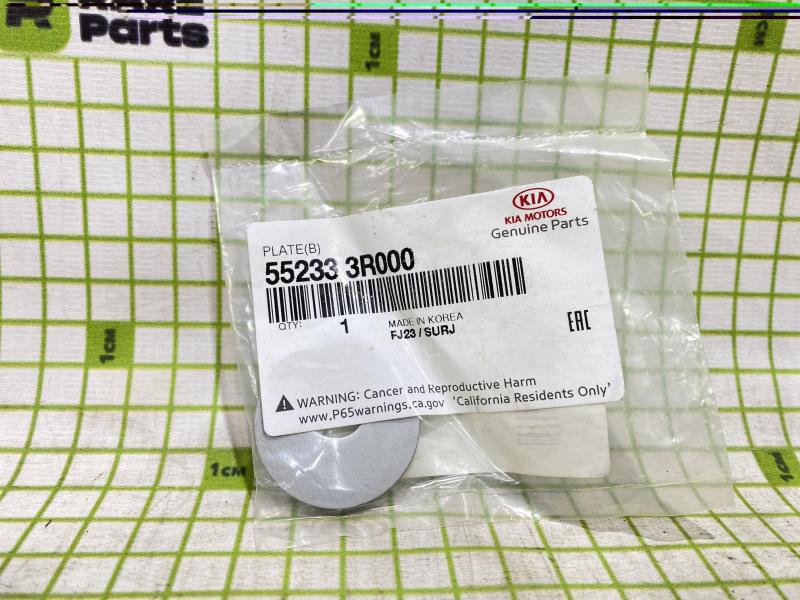 Parts
1см
1см
1см
1см
1см
KIA
KIA MOTORS
Genuine Parts
PLATE(B)
55233 3R000
QTY: 1 MADE IN KOREA
FJ23 / SURJ
EAC
WARNING: Cancer and Reproductive Harm
www.P65warnings.ca.gov 'California Residents Only'